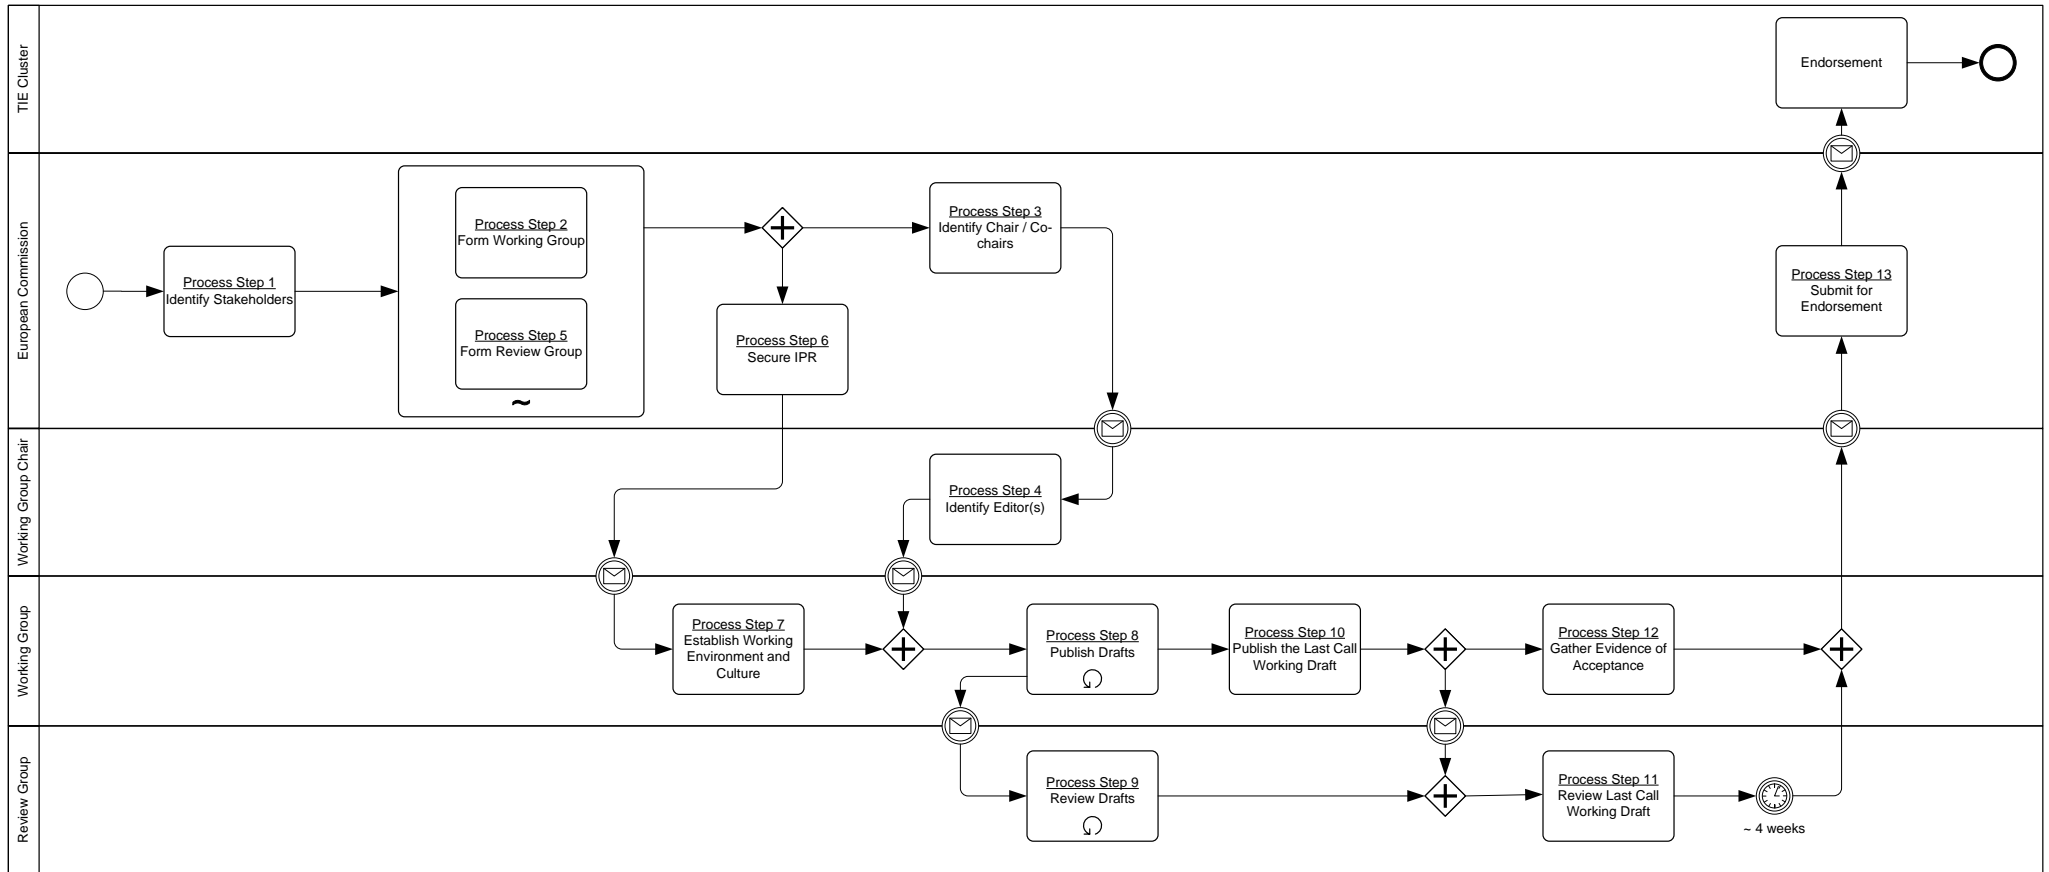 TIE Cluster
Endorsement
European Commission
Process Step 1
Identify Stakeholders
Process Step 2
Form Working Group
Process Step 5
Form Review Group
~
Process Step 6
Secure IPR
Process Step 3
Identify Chair / Co-
chairs
Process Step 13
Submit for
Endorsement
Working Group Chair
Process Step 4
Identify Editor(s)
Working Group
Process Step 7
Establish Working
Environment and
Culture
Process Step 8
Publish Drafts
Process Step 10
Publish the Last Call
Working Draft
Process Step 12
Gather Evidence of
Acceptance
Review Group
Process Step 9
Review Drafts
Process Step 11
Review Last Call
Working Draft
~ 4 weeks